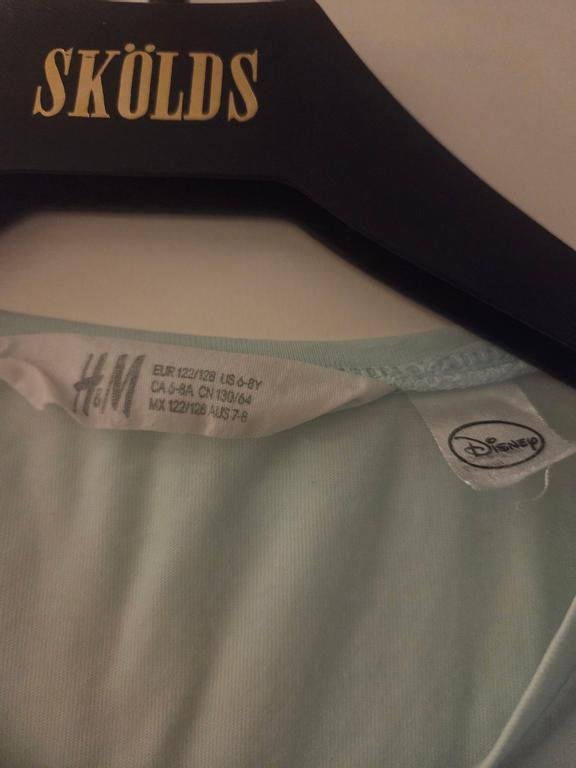 SKÖLDS
H&M
EUR 122/128 US 6-8Y
CA 6-8A CN 130/64
MX 122/128 AUS 7-8
Disney